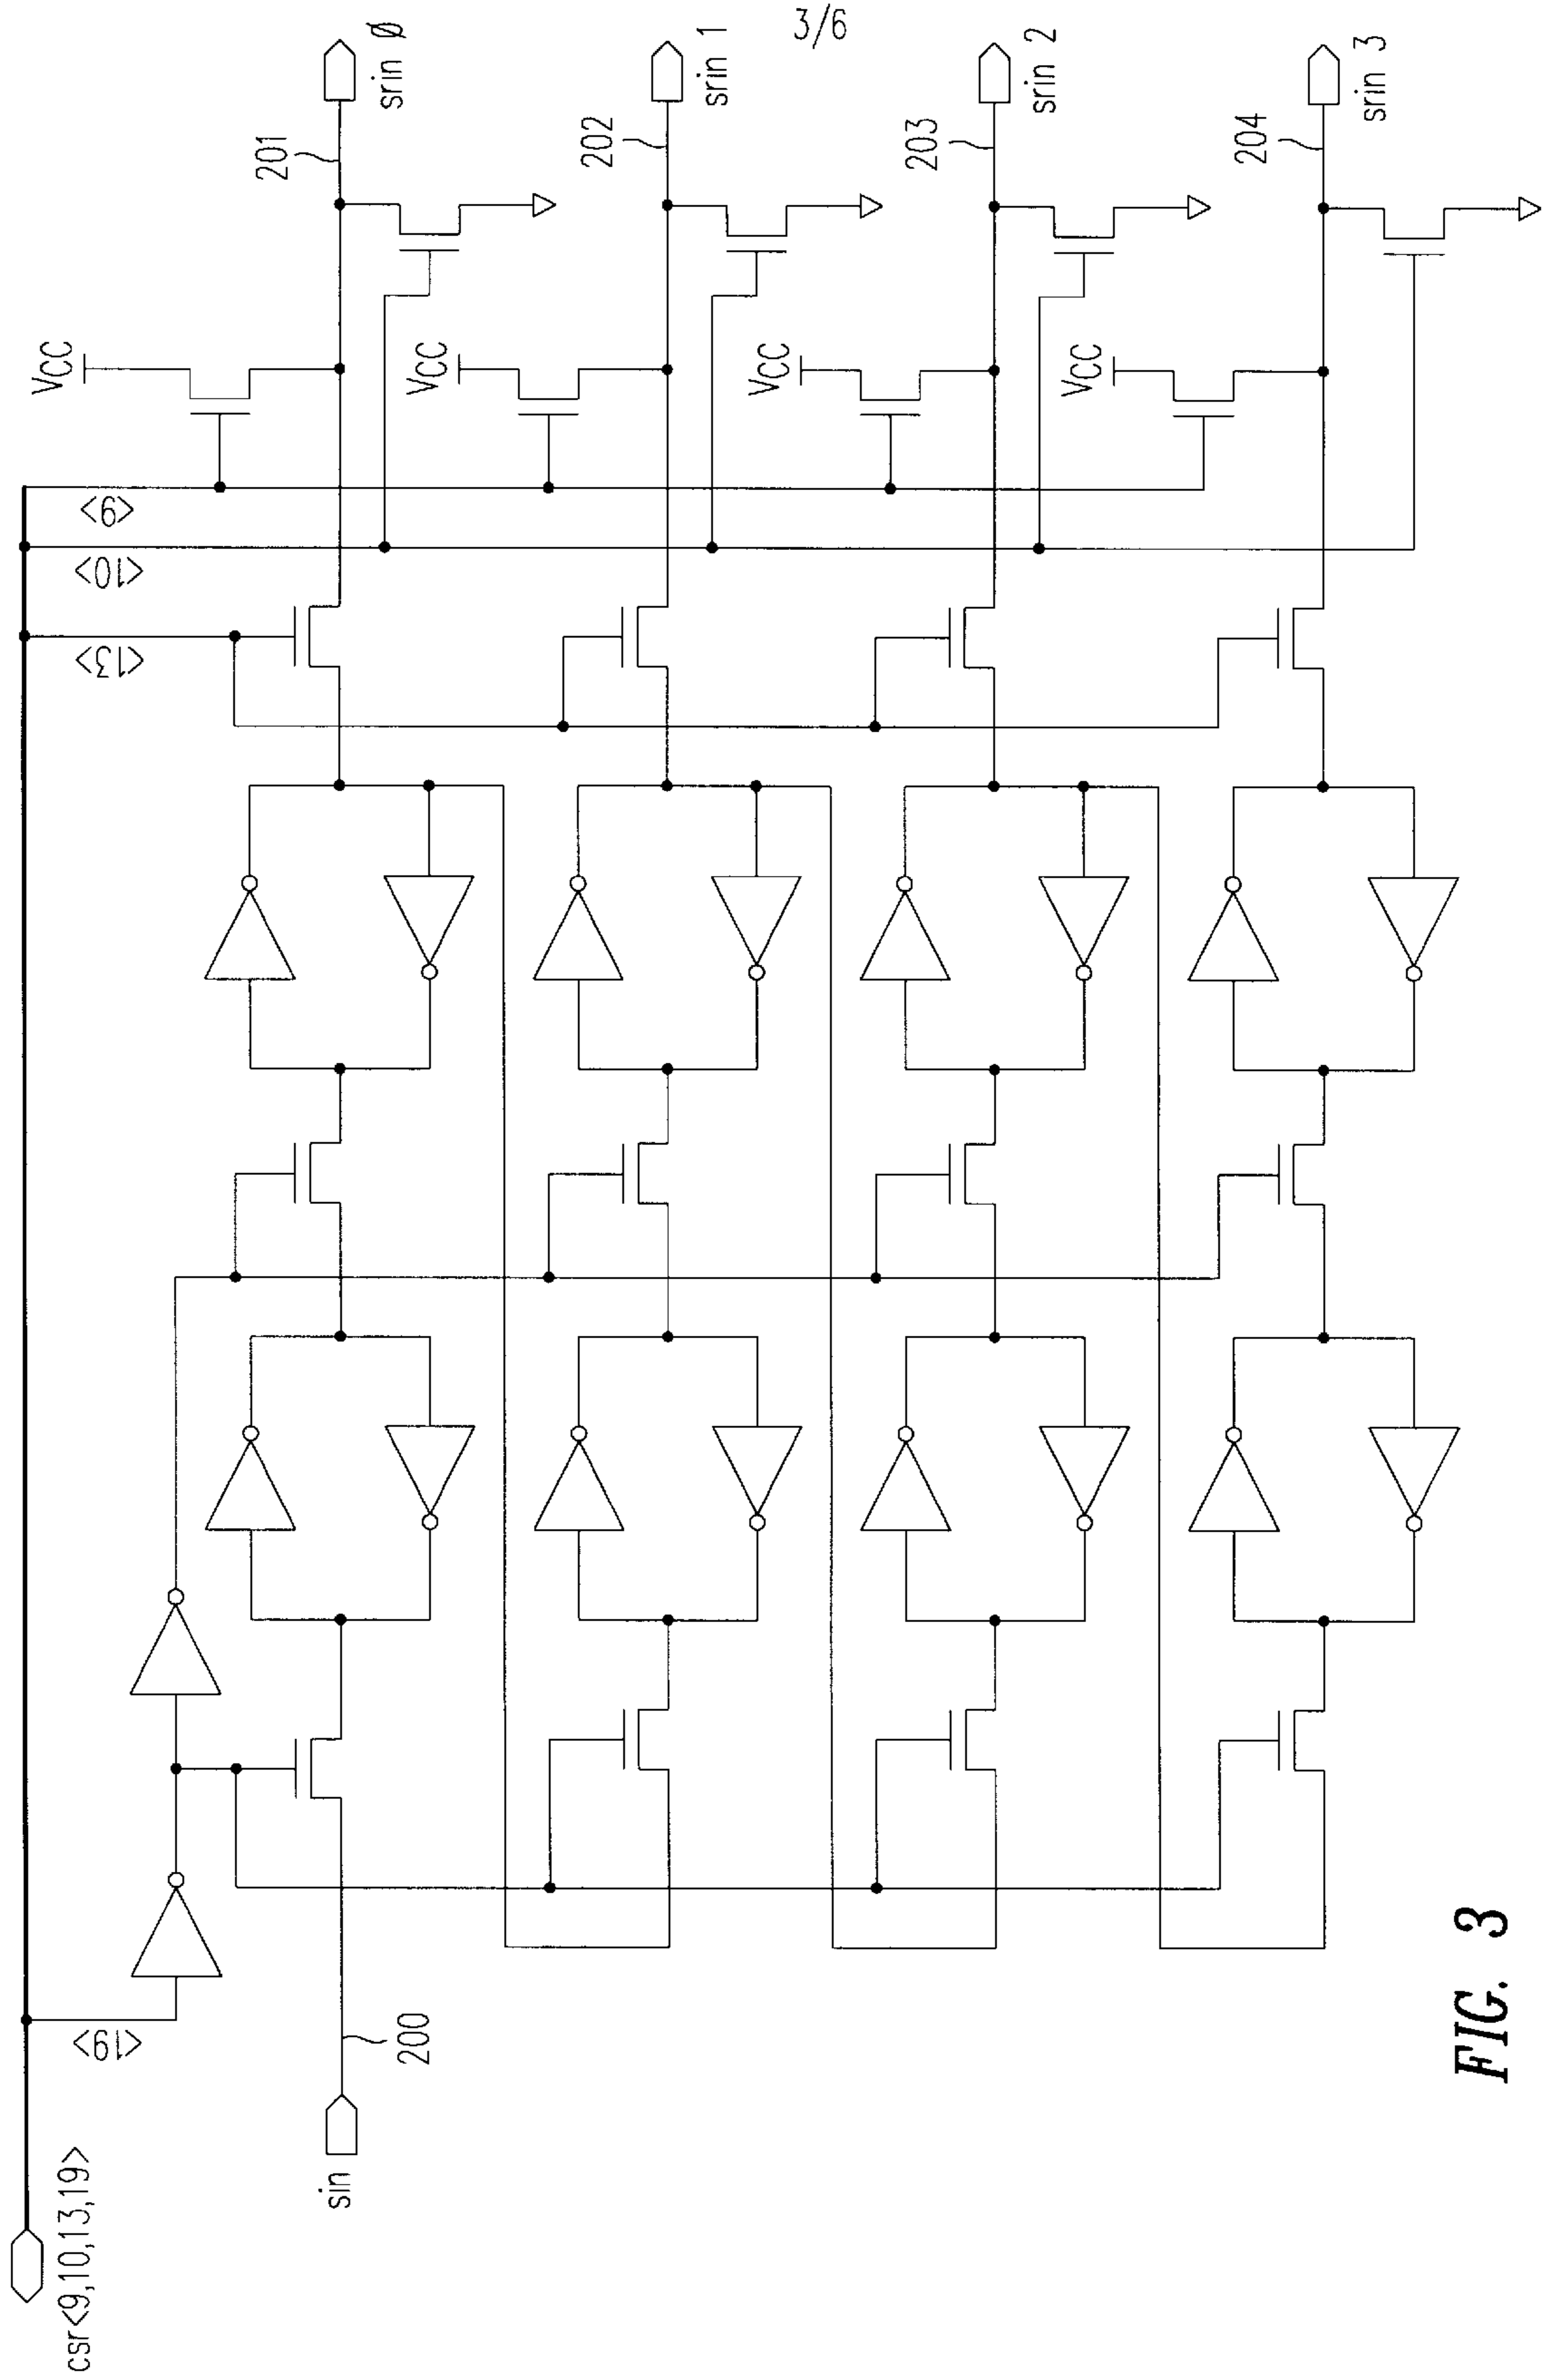 3/6
csr<9,10,13,19>
<19>
<13>
<10>
<9>
VCC
sin
200
201
srin Ø
VCC
202
srin 1
VCC
203
srin 2
VCC
204
srin 3
FIG. 3